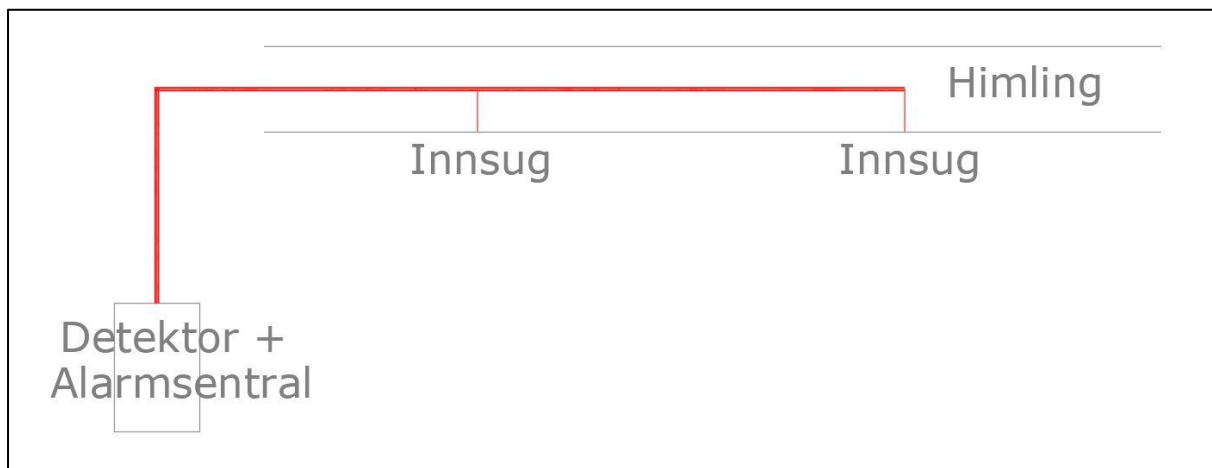 Himling
Innsug
Innsug
Detektor +
Alarmsentral